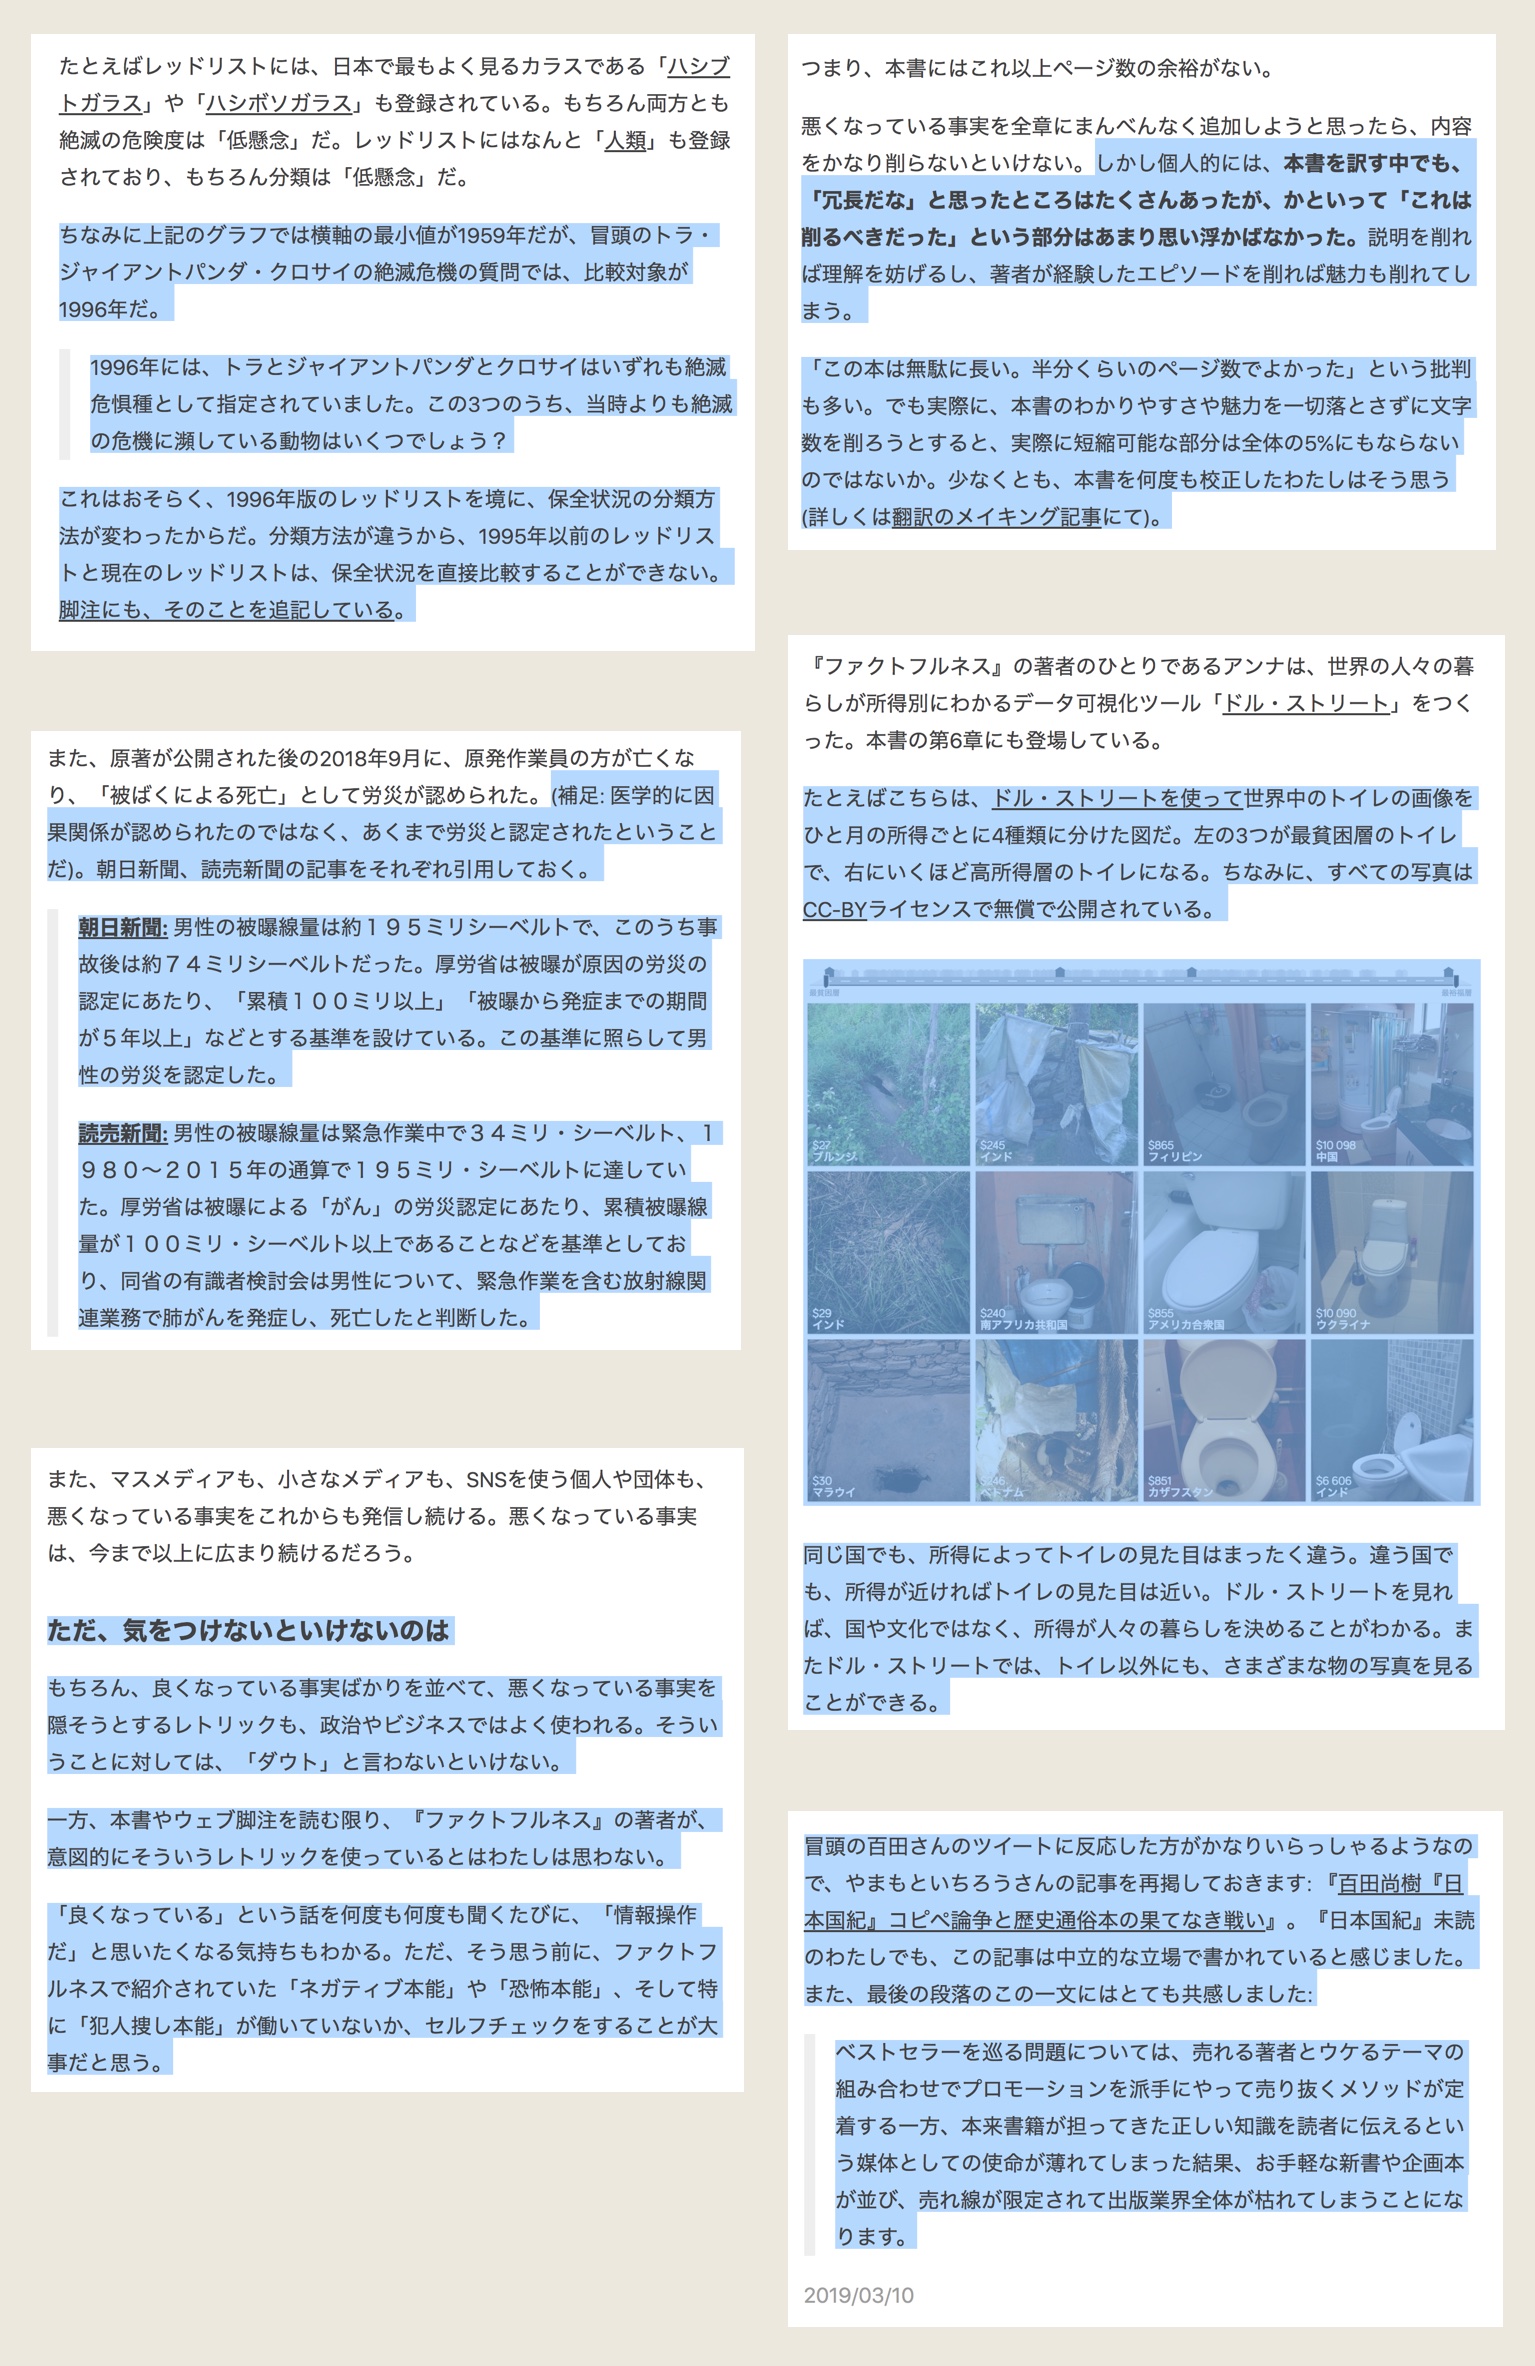 たとえばレッドリストには、日本で最もよく見るカラスである「ハシブ
トガラス」や「ハシボソガラス」も登録されている。もちろん両方とも
絶滅の危険度は「低懸念」だ。レッドリストにはなんと「人類」も登録
されており、もちろん分類は「低懸念」だ。
ちなみに上記のグラフでは横軸の最小値が1959年だが、冒頭のトラ・
ジャイアントパンダ・クロサイの絶滅危機の質問では、比較対象が
1996年だ。
1996年には、トラとジャイアントパンダとクロサイはいずれも絶滅
危惧種として指定されていました。この3つのうち、当時よりも絶滅
の危機に瀕している動物はいくつでしょう？
これはおそらく、1996年版のレッドリストを境に、保全状況の分類方
法が変わったからだ。分類方法が違うから、1995年以前のレッドリス
トと現在のレッドリストは、保全状況を直接比較することができない。
脚注にも、そのことを追記している。
また、原著が公開された後の2018年9月に、原発作業員の方が亡くな
り、「被ばくによる死亡」として労災が認められた。(補足: 医学的に因
果関係が認められたのではなく、あくまで労災と認定されたということ
だ)。朝日新聞、読売新聞の記事をそれぞれ引用しておく。
朝日新聞: 男性の被曝線量は約１９５ミリシーベルトで、このうち事
故後は約７４ミリシーベルトだった。厚労省は被曝が原因の労災の
認定にあたり、「累積１００ミリ以上」「被曝から発症までの期間
が５年以上」などとする基準を設けている。この基準に照らして男
性の労災を認定した。
読売新聞: 男性の被曝線量は緊急作業中で３４ミリ・シーベルト、１
９８０～２０１５年の通算で１９５ミリ・シーベルトに達してい
た。厚労省は被曝による「がん」の労災認定にあたり、累積被曝線
量が１００ミリ・シーベルト以上であることなどを基準としてお
り、同省の有識者検討会は男性について、緊急作業を含む放射線関
連業務で肺がんを発症し、死亡したと判断した。
また、マスメディアも、小さなメディアも、SNSを使う個人や団体も、
悪くなっている事実をこれからも発信し続ける。悪くなっている事実
は、今まで以上に広まり続けるだろう。
ただ、気をつけないといけないのは
もちろん、良くなっている事実ばかりを並べて、悪くなっている事実を
隠そうとするレトリックも、政治やビジネスではよく使われる。そうい
うことに対しては、「ダウト」と言わないといけない。
一方、本書やウェブ脚注を読む限り、『ファクトフルネス』の著者が、
意図的にそういうレトリックを使っているとはわたしは思わない。
「良くなっている」という話を何度も何度も聞くたびに、「情報操作
だ」と思いたくなる気持ちもわかる。ただ、そう思う前に、ファクトフ
ルネスで紹介されていた「ネガティブ本能」や「恐怖本能」、そして特
に「犯人捜し本能」が働いていないか、セルフチェックをすることが大
事だと思う。
つまり、本書にはこれ以上ページ数の余裕がない。
悪くなっている事実を全章にまんべんなく追加しようと思ったら、内容
をかなり削らないといけない。しかし個人的には、本書を訳す中でも、
「冗長だな」と思ったところはたくさんあったが、かといって「これは
削るべきだった」という部分はあまり思い浮かばなかった。説明を削れ
ば理解を妨げるし、著者が経験したエピソードを削れば魅力も削れてし
まう。
「この本は無駄に長い。半分くらいのページ数でよかった」という批判
も多い。でも実際に、本書のわかりやすさや魅力を一切落とさずに文字
数を削ろうとすると、実際に短縮可能な部分は全体の5%にもならない
のではないか。少なくとも、本書を何度も校正したわたしはそう思う
(詳しくは翻訳のメイキング記事にて)。
『ファクトフルネス』の著者のひとりであるアンナは、世界の人々の暮
らしが所得別にわかるデータ可視化ツール「ドル・ストリート」をつく
った。本書の第6章にも登場している。
たとえばこちらは、ドル・ストリートを使って世界中のトイレの画像を
ひと月の所得ごとに4種類に分けた図だ。左の3つが最貧困層のトイレ
で、右にいくほど高所得層のトイレになる。ちなみに、すべての写真は
CC-BYライセンスで無償で公開されている。
最貧困層 最裕福層
$27 $245 $865 $10 098
ブルンジ インド フィリピン 中国
$29 $240 $855 $10 090
インド 南アフリカ共和国 アメリカ合衆国 ウクライナ
$30 $246 $851 $6 606
マラウイ ベトナム カザフスタン インド
同じ国でも、所得によってトイレの見た目はまったく違う。違う国で
も、所得が近ければトイレの見た目は近い。ドル・ストリートを見れ
ば、国や文化ではなく、所得が人々の暮らしを決めることがわかる。ま
たドル・ストリートでは、トイレ以外にも、さまざまな物の写真を見る
ことができる。
冒頭の百田さんのツイートに反応した方がかなりいらっしゃるようなの
で、やまもといちろうさんの記事を再掲しておきます: 『百田尚樹『日
本国紀』コピペ論争と歴史通俗本の果てなき戦い』。『日本国紀』未読
のわたしでも、この記事は中立的な立場で書かれていると感じました。
また、最後の段落のこの一文にはとても共感しました:
ベストセラーを巡る問題については、売れる著者とウケるテーマの
組み合わせでプロモーションを派手にやって売り抜くメソッドが定
着する一方、本来書籍が担ってきた正しい知識を読者に伝えるとい
う媒体としての使命が薄れてしまった結果、お手軽な新書や企画本
が並び、売れ線が限定されて出版業界全体が枯れてしまうことにな
ります。
2019/03/10